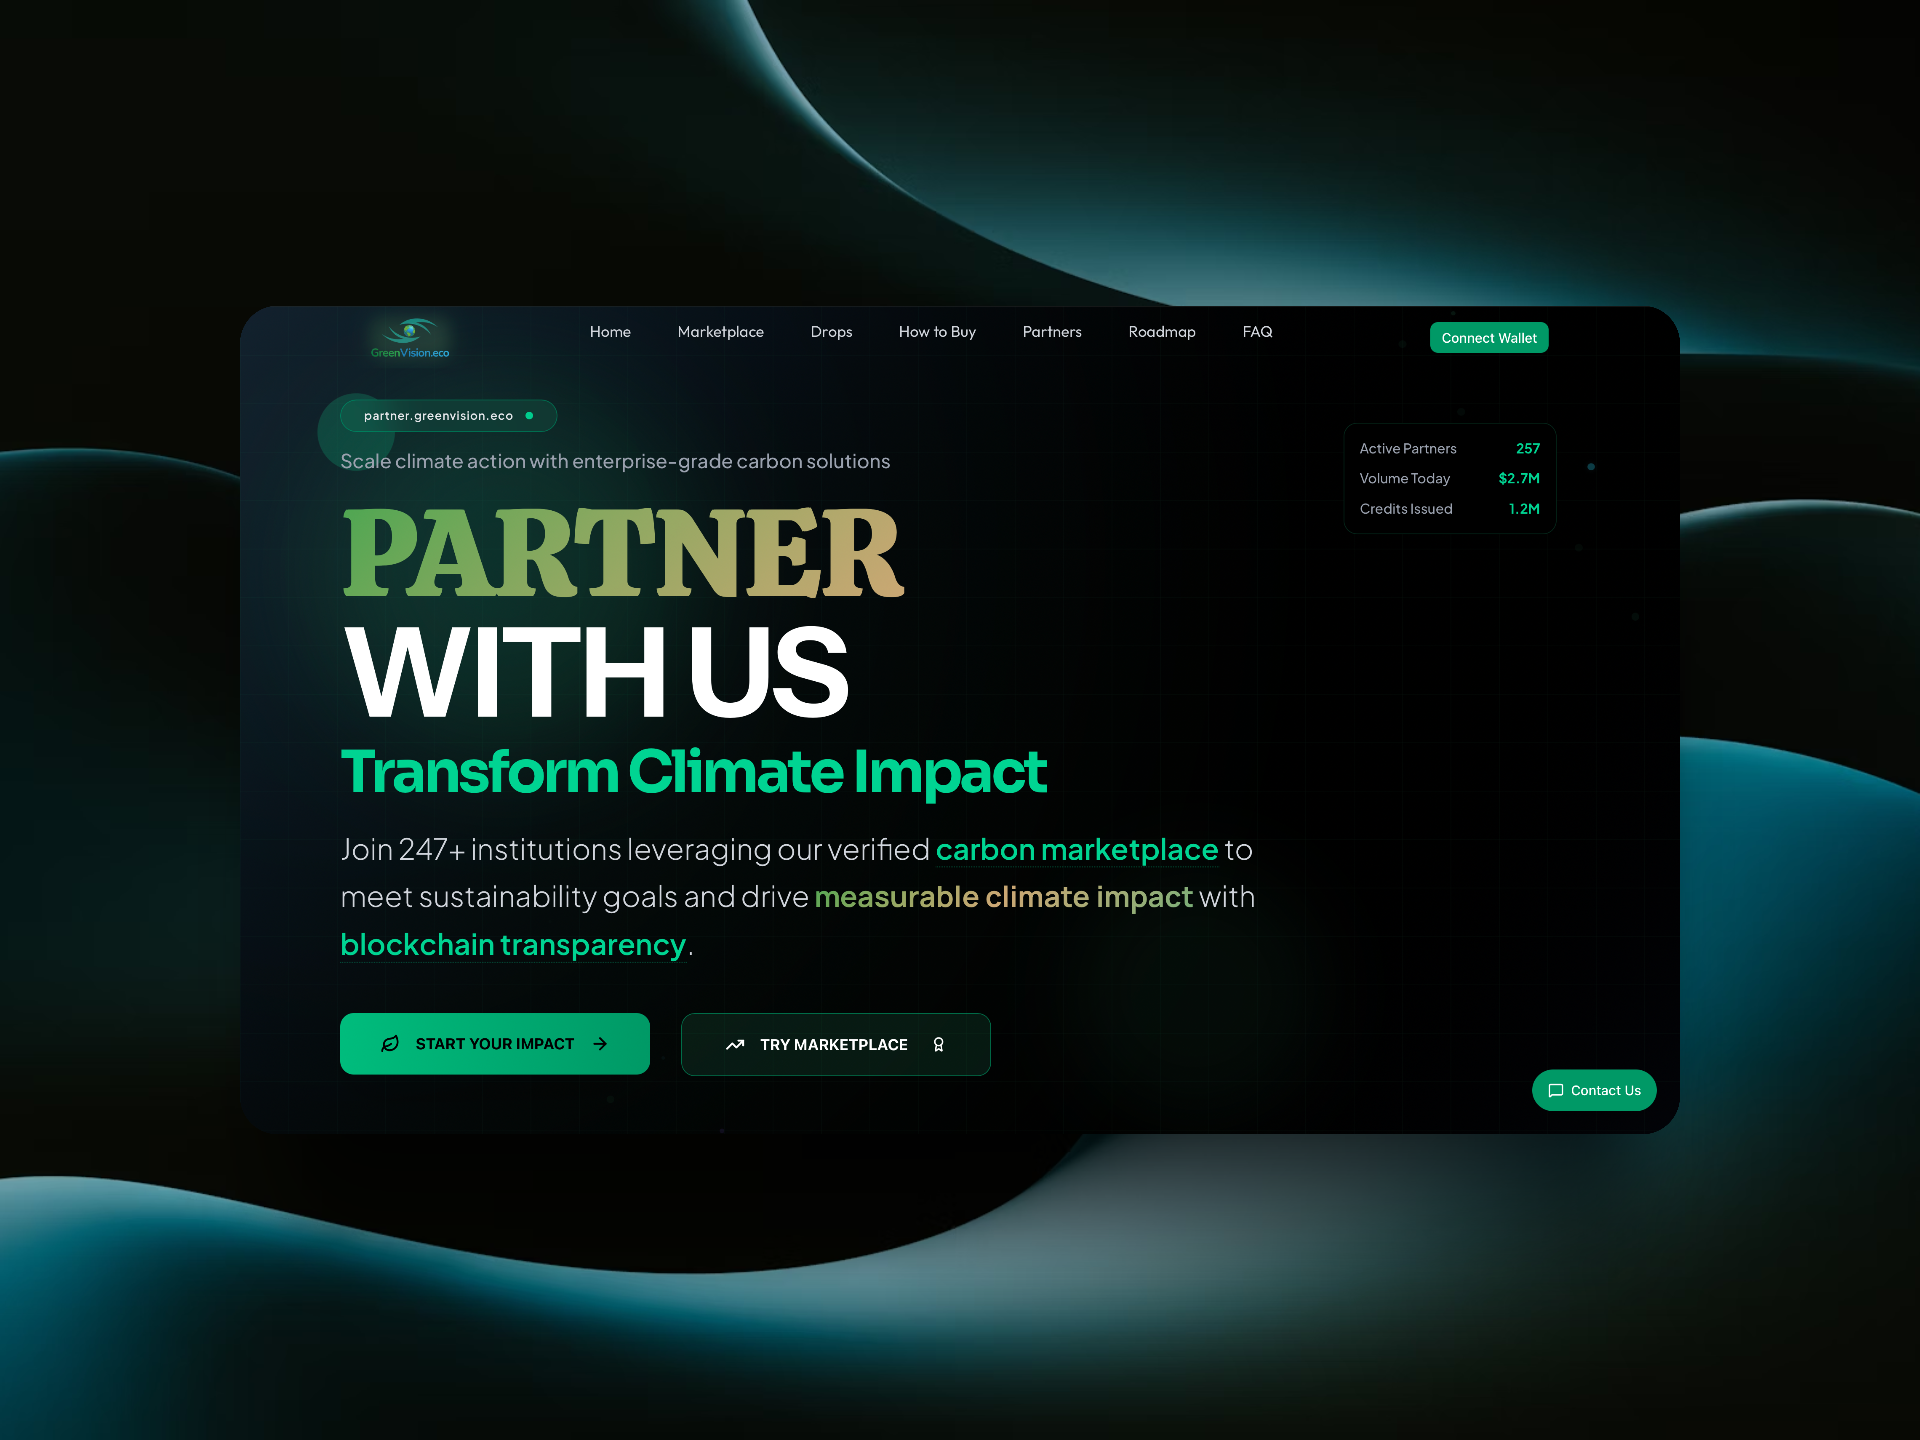 GreenVision.eco
Home Marketplace Drops How to Buy Partners Roadmap FAQ
Connect Wallet
partner.greenvision.eco
Scale climate action with enterprise-grade carbon solutions
Active Partners 257
Volume Today $2.7M
Credits Issued 1.2M
PARTNER
WITH US
Transform Climate Impact
Join 247+ institutions leveraging our verified carbon marketplace to
meet sustainability goals and drive measurable climate impact with
blockchain transparency.
START YOUR IMPACT
TRY MARKETPLACE
Contact Us